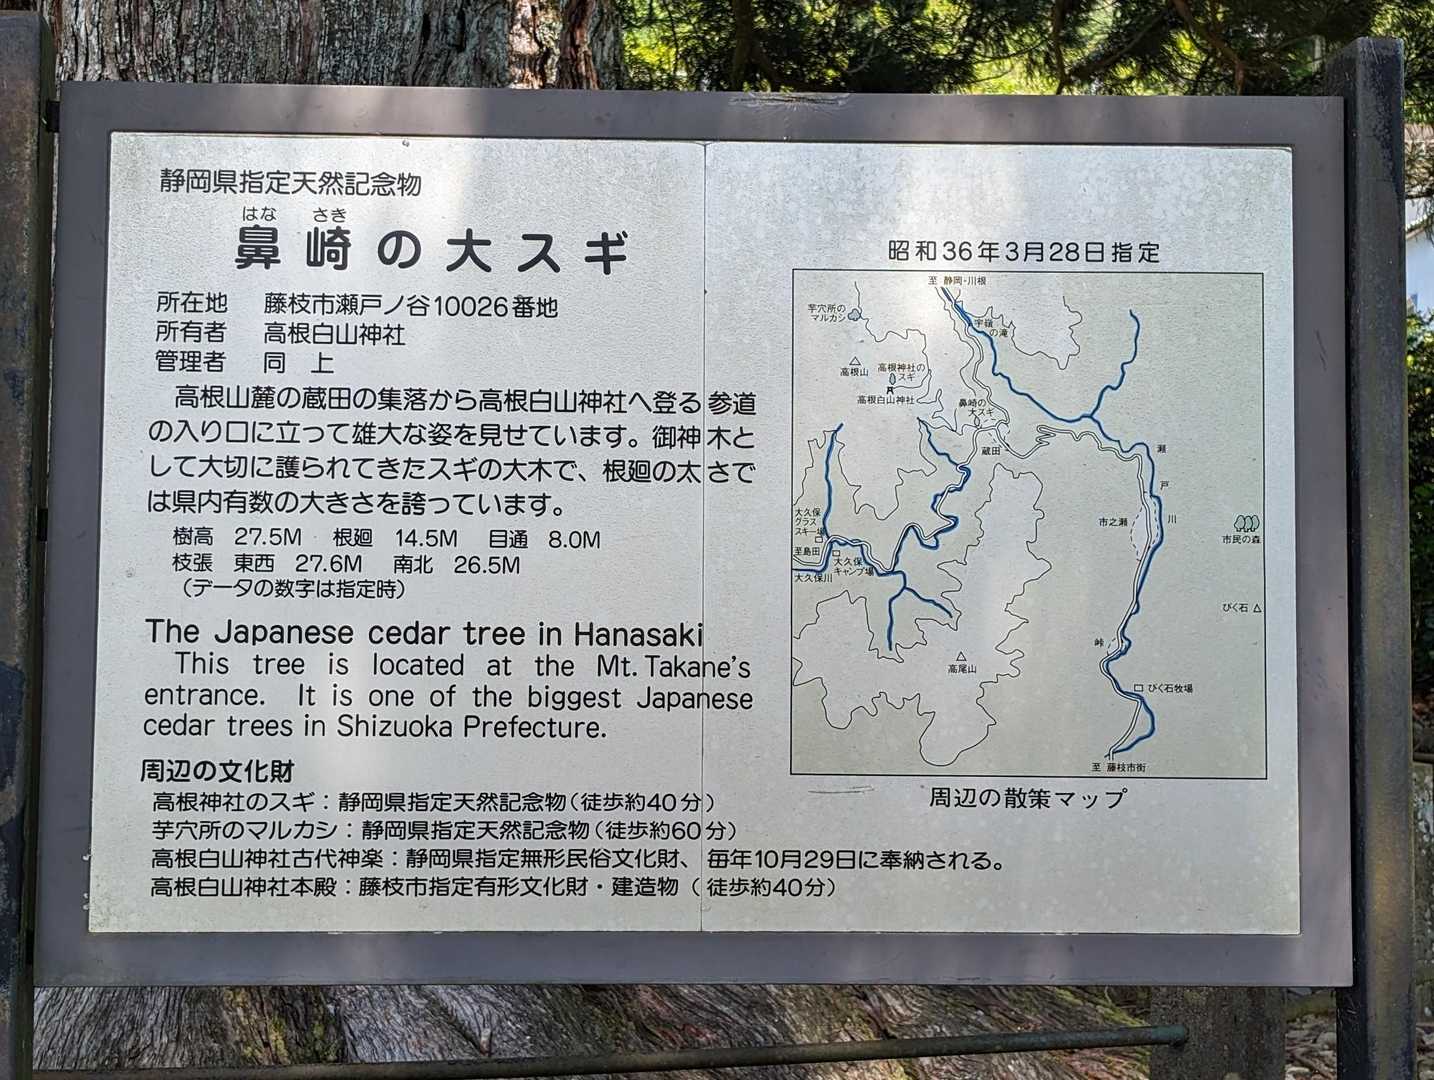 静岡県指定天然記念物
はな さき
鼻崎の大スギ
所在地 藤枝市瀬戸ノ谷10026番地
所有者 高根白山神社
管理者 同 上
高根山麓の蔵田の集落から高根白山神社へ登る参道
の入り口に立って雄大な姿を見せています。御神木と
して大切に護られてきたスギの大木で、根廻の太さで
は県内有数の大きさを誇っています。
樹高 27.5M 根廻 14.5M 目通 8.0M
枝張 東西 27.6M 南北 26.5M
(データの数字は指定時)
The Japanese cedar tree in Hanasaki
This tree is located at the Mt. Takane's
entrance. It is one of the biggest Japanese
cedar trees in Shizuoka Prefecture.
周辺の文化財
高根神社のスギ：静岡県指定天然記念物(徒歩約40分)
芋穴所のマルカシ：静岡県指定天然記念物(徒歩約60分)
高根白山神社古代神楽：静岡県指定無形民俗文化財、毎年10月29日に奉納される。
高根白山神社本殿：藤枝市指定有形文化財・建造物(徒歩約40分)
昭和36年3月28日指定
至 静岡・川根
芋穴所の
マルカシ
宇嶺
の滝
高根山
高根神社の
スギ
高根白山神社
鼻崎の
大スギ
蔵田
瀬
戸
川
大久保
グラス
スキー場
至島田
大久保川
大久保
キャンプ場
市之瀬
市民の森
びく石
峠
高尾山
びく石牧場
至 藤枝市街
周辺の散策マップ